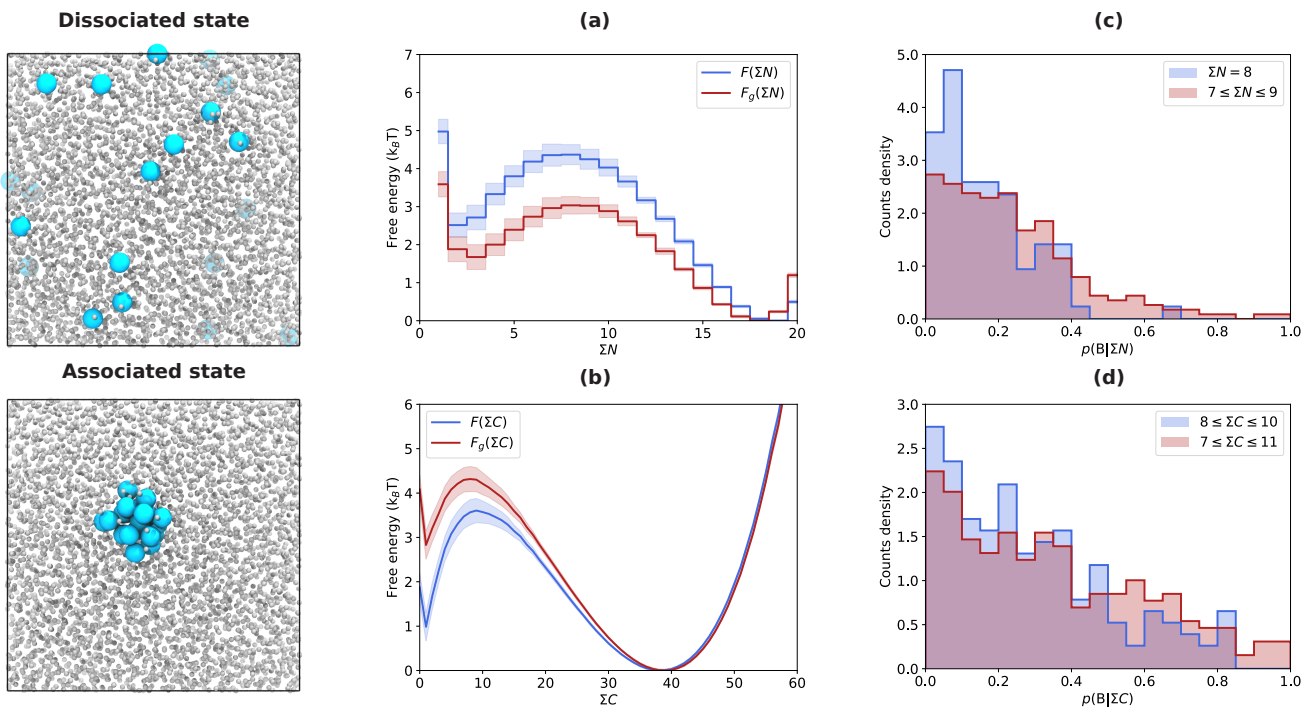 Dissociated state
Associated state
(a)
Free energy (k_BT)
7
6
5
4
3
2
1
0
0 5 10 15 20
ΣN
F(ΣN)
F_g(ΣN)
(b)
Free energy (k_BT)
6
5
4
3
2
1
0
0 10 20 30 40 50 60
ΣC
F(ΣC)
F_g(ΣC)
(c)
Counts density
5.0
4.0
3.0
2.0
1.0
0.0
0.0 0.2 0.4 0.6 0.8 1.0
p(B|ΣN)
ΣN = 8
7 ≤ ΣN ≤ 9
(d)
Counts density
3.0
2.5
2.0
1.5
1.0
0.5
0.0
0.0 0.2 0.4 0.6 0.8 1.0
p(B|ΣC)
8 ≤ ΣC ≤ 10
7 ≤ ΣC ≤ 11